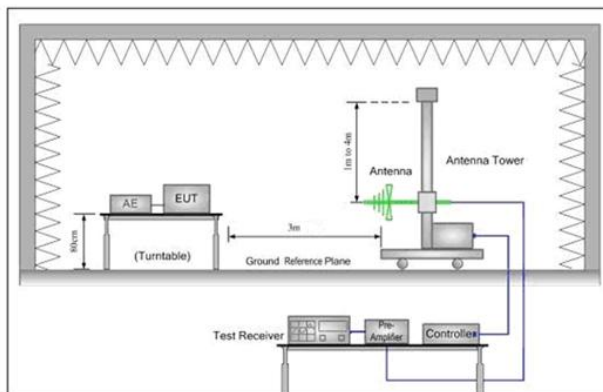 1m to 4m
Antenna
Antenna Tower
AE
EUT
80cm
(Turntable)
3m
Ground Reference Plane
Test Receiver
Pre-
Amplifier
Controller